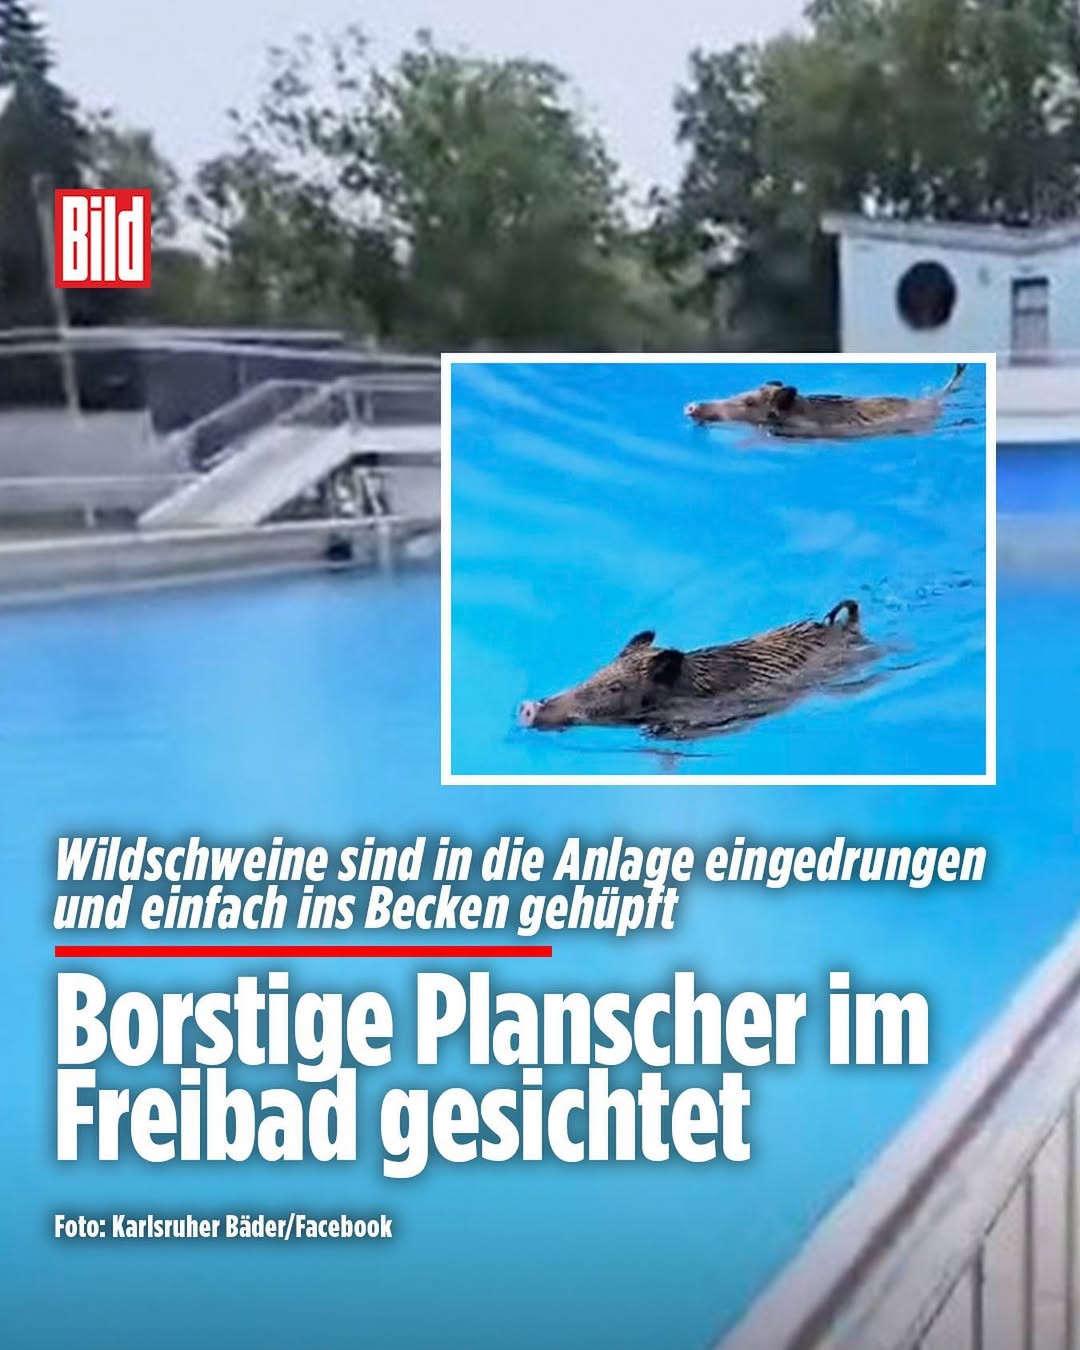 Bild
Wildschweine sind in die Anlage eingedrungen
und einfach ins Becken gehüpft
Borstige Planscher im
Freibad gesichtet
Foto: Karlsruher Bäder/Facebook